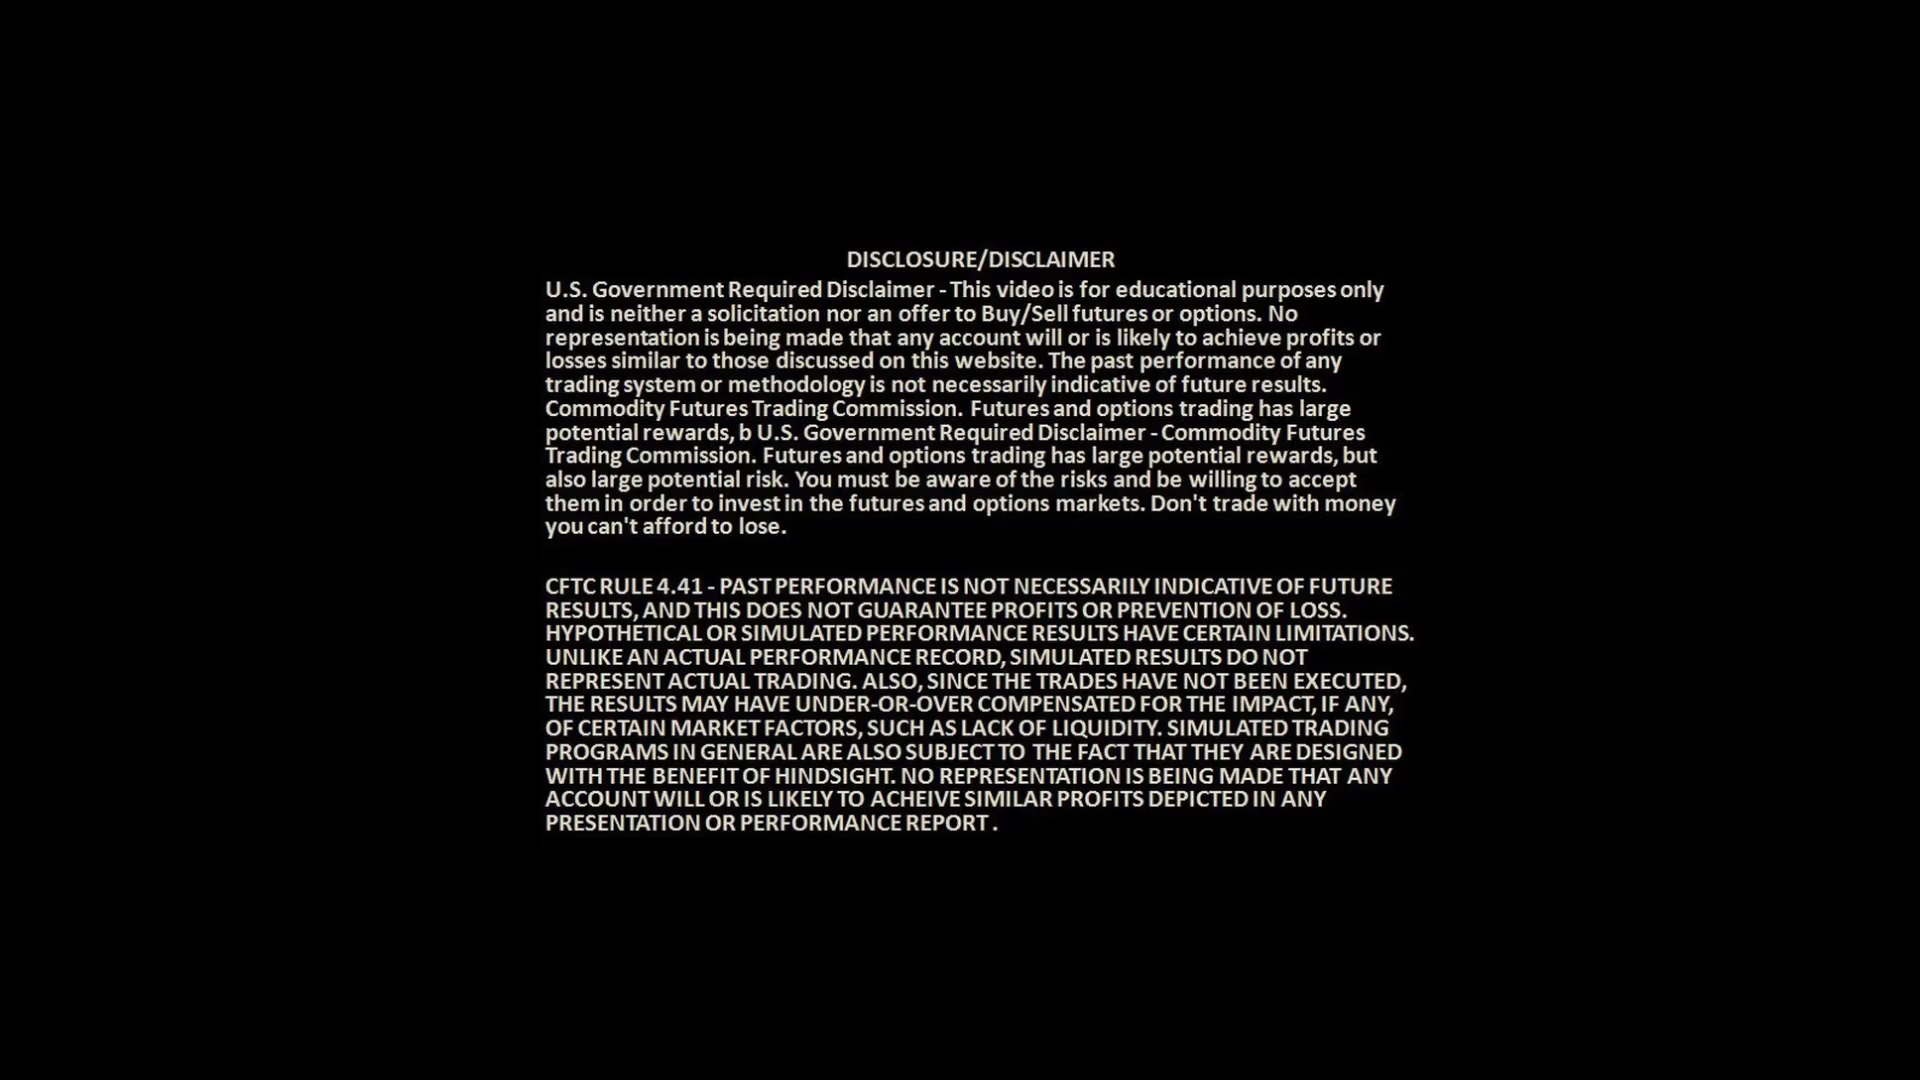 DISCLOSURE/DISCLAIMER
U.S. Government Required Disclaimer - This video is for educational purposes only
and is neither a solicitation nor an offer to Buy/Sell futures or options. No
representation is being made that any account will or is likely to achieve profits or
losses similar to those discussed on this website. The past performance of any
trading system or methodology is not necessarily indicative of future results.
Commodity Futures Trading Commission. Futures and options trading has large
potential rewards, b U.S. Government Required Disclaimer - Commodity Futures
Trading Commission. Futures and options trading has large potential rewards, but
also large potential risk. You must be aware of the risks and be willing to accept
them in order to invest in the futures and options markets. Don't trade with money
you can't afford to lose.
CFTC RULE 4.41 - PAST PERFORMANCE IS NOT NECESSARILY INDICATIVE OF FUTURE
RESULTS, AND THIS DOES NOT GUARANTEE PROFITS OR PREVENTION OF LOSS.
HYPOTHETICAL OR SIMULATED PERFORMANCE RESULTS HAVE CERTAIN LIMITATIONS.
UNLIKE AN ACTUAL PERFORMANCE RECORD, SIMULATED RESULTS DO NOT
REPRESENT ACTUAL TRADING. ALSO, SINCE THE TRADES HAVE NOT BEEN EXECUTED,
THE RESULTS MAY HAVE UNDER-OR-OVER COMPENSATED FOR THE IMPACT, IF ANY,
OF CERTAIN MARKET FACTORS, SUCH AS LACK OF LIQUIDITY. SIMULATED TRADING
PROGRAMS IN GENERAL ARE ALSO SUBJECT TO THE FACT THAT THEY ARE DESIGNED
WITH THE BENEFIT OF HINDSIGHT. NO REPRESENTATION IS BEING MADE THAT ANY
ACCOUNT WILL OR IS LIKELY TO ACHEIVE SIMILAR PROFITS DEPICTED IN ANY
PRESENTATION OR PERFORMANCE REPORT .